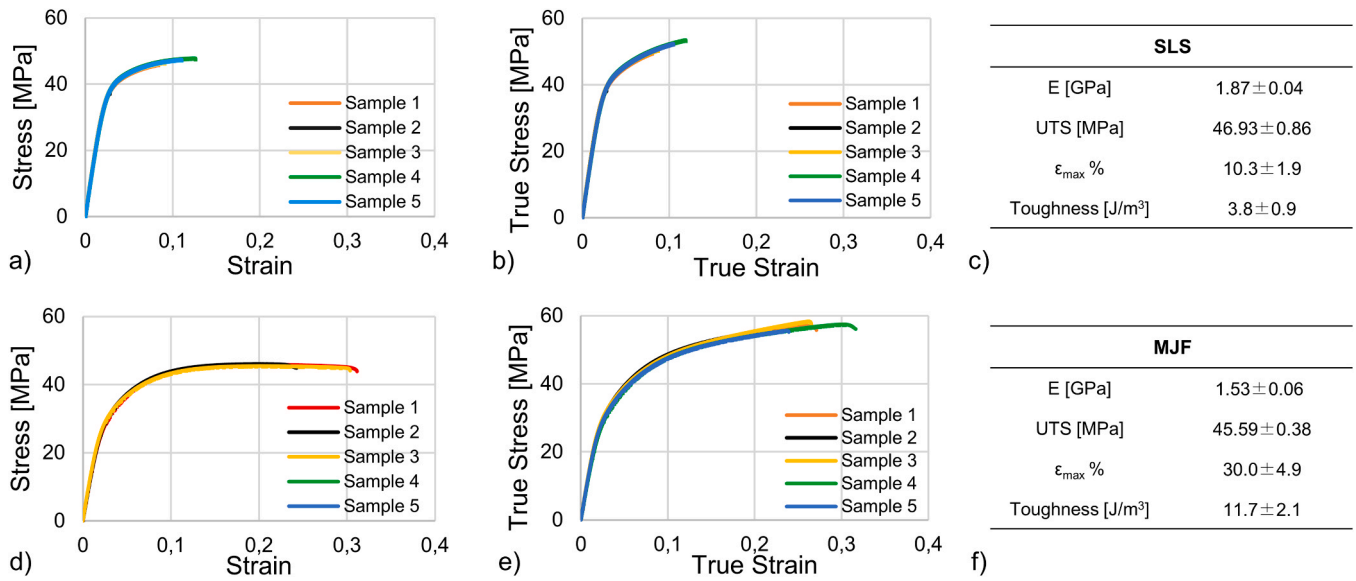 60
40
20
0
Stress [MPa]
Sample 1
Sample 2
Sample 3
Sample 4
Sample 5
0 0,1 0,2 0,3 0,4
Strain
a)
60
40
20
0
True Stress [MPa]
Sample 1
Sample 2
Sample 3
Sample 4
Sample 5
0 0,1 0,2 0,3 0,4
True Strain
b)
SLS
E [GPa] 1.87±0.04
UTS [MPa] 46.93±0.86
εmax % 10.3±1.9
Toughness [J/m³] 3.8±0.9
c)
60
40
20
0
Stress [MPa]
Sample 1
Sample 2
Sample 3
Sample 4
Sample 5
0 0,1 0,2 0,3 0,4
Strain
d)
60
40
20
0
True Stress [MPa]
Sample 1
Sample 2
Sample 3
Sample 4
Sample 5
0 0,1 0,2 0,3 0,4
True Strain
e)
MJF
E [GPa] 1.53±0.06
UTS [MPa] 45.59±0.38
εmax % 30.0±4.9
Toughness [J/m³] 11.7±2.1
f)